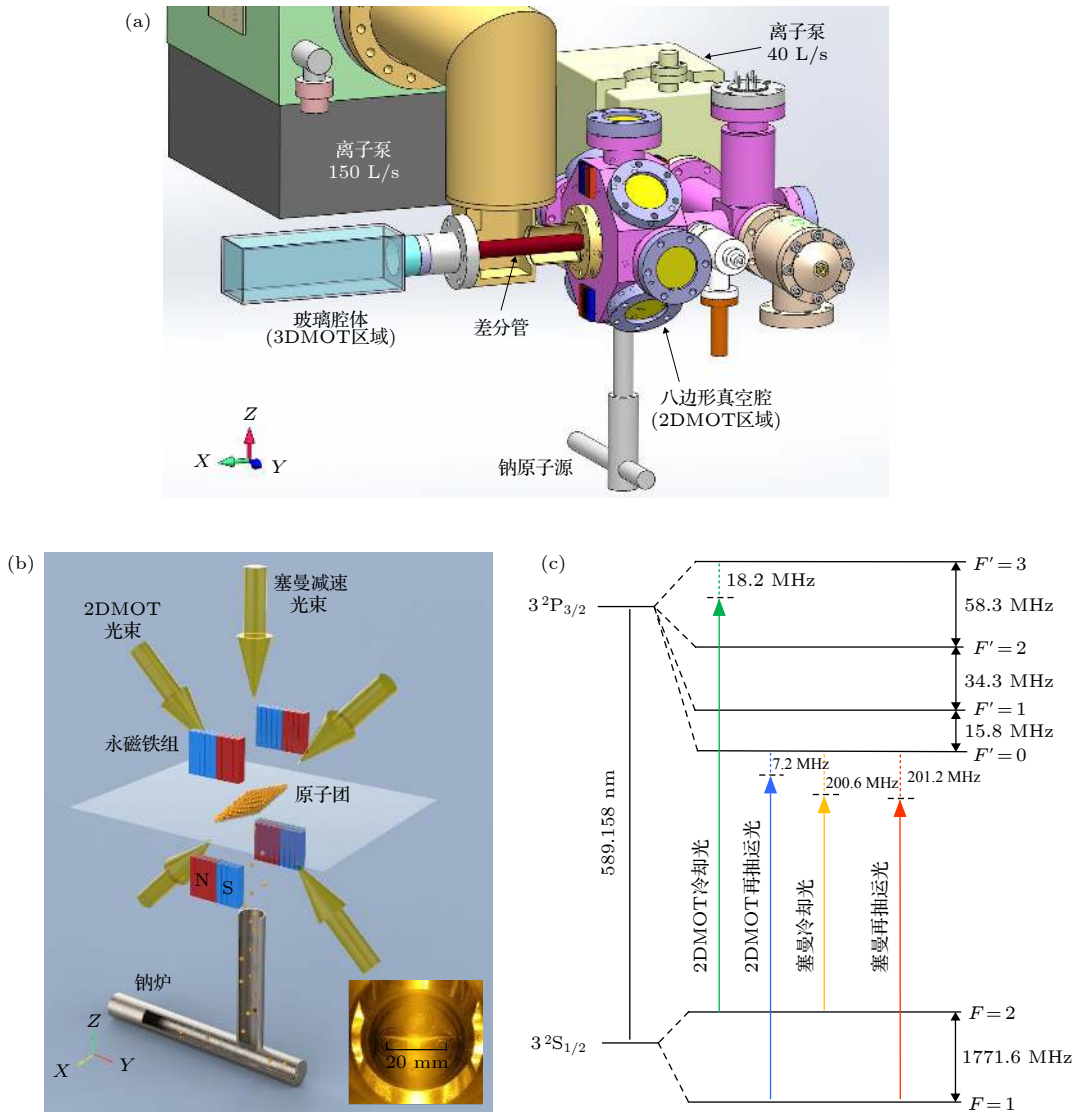 (a)
离子泵
40 L/s
离子泵
150 L/s
玻璃腔体
(3DMOT区域)
差分管
八边形真空腔
(2DMOT区域)
钠原子源
Z
X
Y
(b)
塞曼减速
光束
2DMOT
光束
永磁铁组
原子团
N
S
钠炉
Z
X
Y
20 mm
(c)
3 ²P₃/₂
18.2 MHz
F′ = 3
58.3 MHz
F′ = 2
34.3 MHz
F′ = 1
15.8 MHz
F′ = 0
7.2 MHz
200.6 MHz
201.2 MHz
589.158 nm
2DMOT冷却光
2DMOT再抽运光
塞曼冷却光
塞曼再抽运光
3 ²S₁/₂
F = 2
1771.6 MHz
F = 1